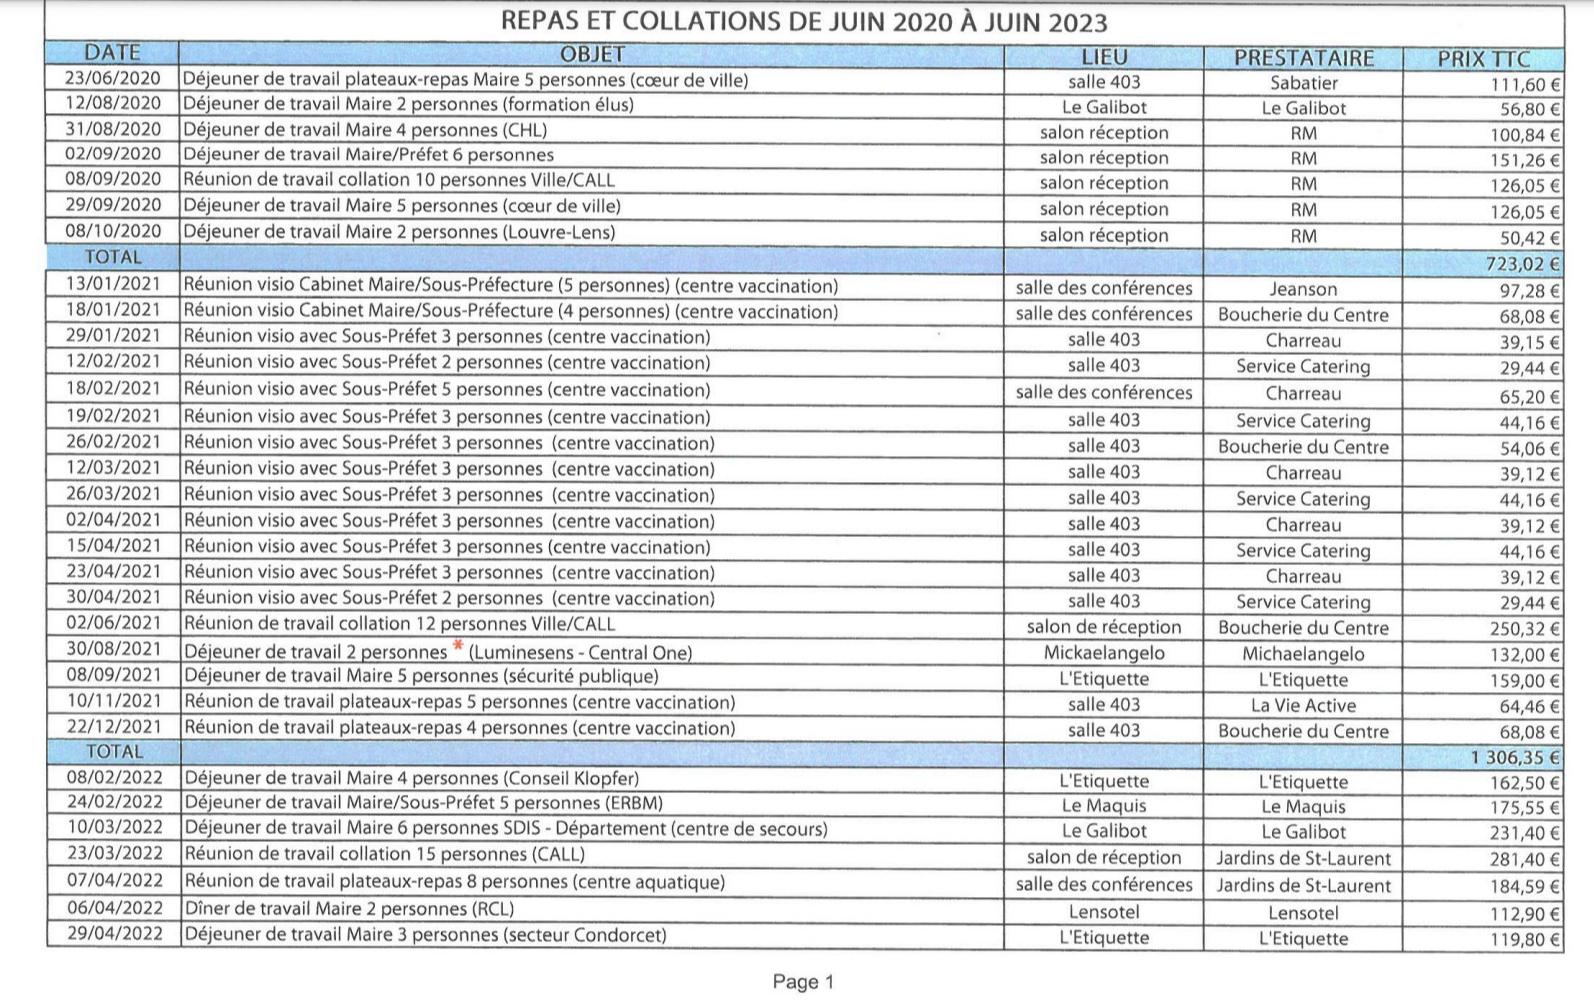 REPAS ET COLLATIONS DE JUIN 2020 À JUIN 2023
DATE OBJET LIEU PRESTATAIRE PRIX TTC
23/06/2020 Déjeuner de travail plateaux-repas Maire 5 personnes (cœur de ville) salle 403 Sabatier 111,60 €
12/08/2020 Déjeuner de travail Maire 2 personnes (formation élus) Le Galibot Le Galibot 56,80 €
31/08/2020 Déjeuner de travail Maire 4 personnes (CHL) salon réception RM 100,84 €
02/09/2020 Déjeuner de travail Maire/Préfet 6 personnes salon réception RM 151,26 €
08/09/2020 Réunion de travail collation 10 personnes Ville/CALL salon réception RM 126,05 €
29/09/2020 Déjeuner de travail Maire 5 personnes (cœur de ville) salon réception RM 126,05 €
08/10/2020 Déjeuner de travail Maire 2 personnes (Louvre-Lens) salon réception RM 50,42 €
TOTAL 723,02 €
13/01/2021 Réunion visio Cabinet Maire/Sous-Préfecture (5 personnes) (centre vaccination) salle des conférences Jeanson 97,28 €
18/01/2021 Réunion visio Cabinet Maire/Sous-Préfecture (4 personnes) (centre vaccination) salle des conférences Boucherie du Centre 68,08 €
29/01/2021 Réunion visio avec Sous-Préfet 3 personnes (centre vaccination) salle 403 Charreau 39,15 €
12/02/2021 Réunion visio avec Sous-Préfet 2 personnes (centre vaccination) salle 403 Service Catering 29,44 €
18/02/2021 Réunion visio avec Sous-Préfet 5 personnes (centre vaccination) salle des conférences Charreau 65,20 €
19/02/2021 Réunion visio avec Sous-Préfet 3 personnes (centre vaccination) salle 403 Service Catering 44,16 €
26/02/2021 Réunion visio avec Sous-Préfet 3 personnes (centre vaccination) salle 403 Boucherie du Centre 54,06 €
12/03/2021 Réunion visio avec Sous-Préfet 3 personnes (centre vaccination) salle 403 Charreau 39,12 €
26/03/2021 Réunion visio avec Sous-Préfet 3 personnes (centre vaccination) salle 403 Service Catering 44,16 €
02/04/2021 Réunion visio avec Sous-Préfet 3 personnes (centre vaccination) salle 403 Charreau 39,12 €
15/04/2021 Réunion visio avec Sous-Préfet 3 personnes (centre vaccination) salle 403 Service Catering 44,16 €
23/04/2021 Réunion visio avec Sous-Préfet 3 personnes (centre vaccination) salle 403 Charreau 39,12 €
30/04/2021 Réunion visio avec Sous-Préfet 2 personnes (centre vaccination) salle 403 Service Catering 29,44 €
02/06/2021 Réunion de travail collation 12 personnes Ville/CALL salon de réception Boucherie du Centre 250,32 €
30/08/2021 Déjeuner de travail 2 personnes * (Luminesens - Central One) Mickaelangelo Michaelangelo 132,00 €
08/09/2021 Déjeuner de travail Maire 5 personnes (sécurité publique) L'Etiquette L'Etiquette 159,00 €
10/11/2021 Réunion de travail plateaux-repas 5 personnes (centre vaccination) salle 403 La Vie Active 64,46 €
22/12/2021 Réunion de travail plateaux-repas 4 personnes (centre vaccination) salle 403 Boucherie du Centre 68,08 €
TOTAL 1 306,35 €
08/02/2022 Déjeuner de travail Maire 4 personnes (Conseil Klopfer) L'Etiquette L'Etiquette 162,50 €
24/02/2022 Déjeuner de travail Maire/Sous-Préfet 5 personnes (ERBM) Le Maquis Le Maquis 175,55 €
10/03/2022 Déjeuner de travail Maire 6 personnes SDIS - Département (centre de secours) Le Galibot Le Galibot 231,40 €
23/03/2022 Réunion de travail collation 15 personnes (CALL) salon de réception Jardins de St-Laurent 281,40 €
07/04/2022 Réunion de travail plateaux-repas 8 personnes (centre aquatique) salle des conférences Jardins de St-Laurent 184,59 €
06/04/2022 Dîner de travail Maire 2 personnes (RCL) Lensotel Lensotel 112,90 €
29/04/2022 Déjeuner de travail Maire 3 personnes (secteur Condorcet) L'Etiquette L'Etiquette 119,80 €
Page 1